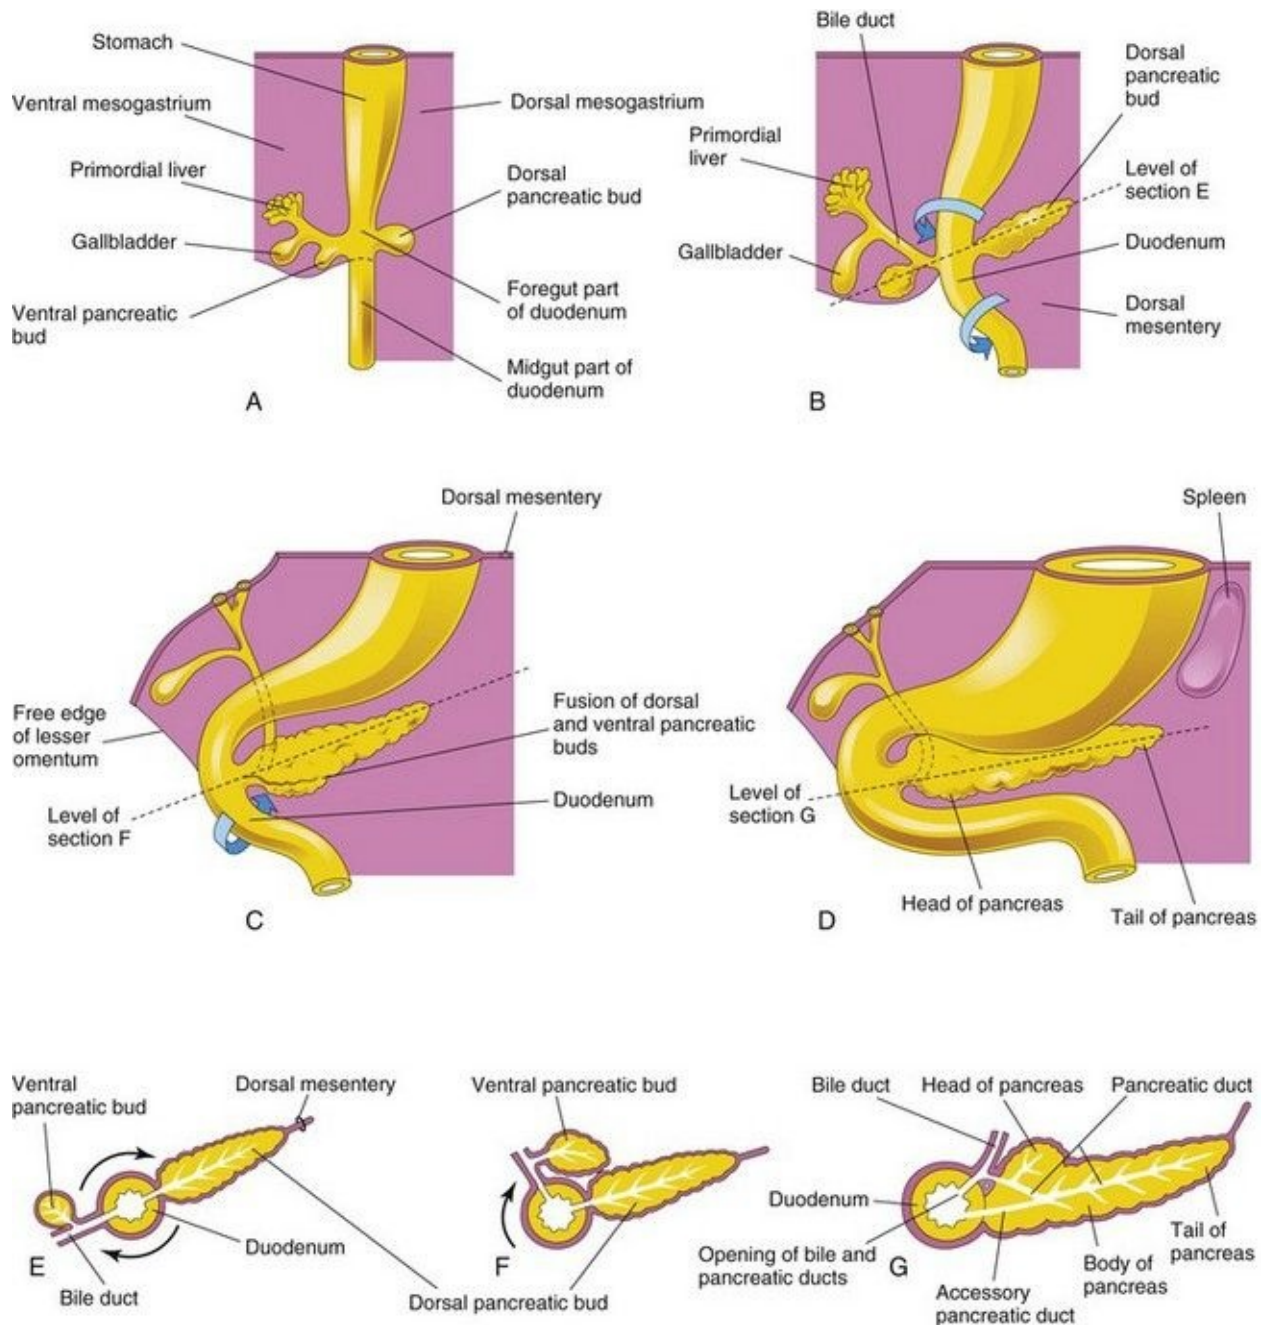 Stomach
Ventral mesogastrium
Primordial liver
Gallbladder
Ventral pancreatic
bud
Dorsal mesogastrium
Dorsal
pancreatic bud
Foregut part
of duodenum
Midgut part of
duodenum
A
Bile duct
Dorsal
pancreatic
bud
Primordial
liver
Level of
section E
Gallbladder
Duodenum
Dorsal
mesentery
B
Dorsal mesentery
Free edge
of lesser
omentum
Fusion of dorsal
and ventral pancreatic
buds
Level of
section F
Duodenum
C
Spleen
Level of
section G
Head of pancreas
Tail of pancreas
D
Ventral
pancreatic bud
Dorsal mesentery
Duodenum
E
Bile duct
Ventral pancreatic bud
F
Dorsal pancreatic bud
Bile duct
Head of pancreas
Pancreatic duct
Duodenum
Opening of bile and
pancreatic ducts
G
Accessory
pancreatic duct
Body of
pancreas
Tail of
pancreas